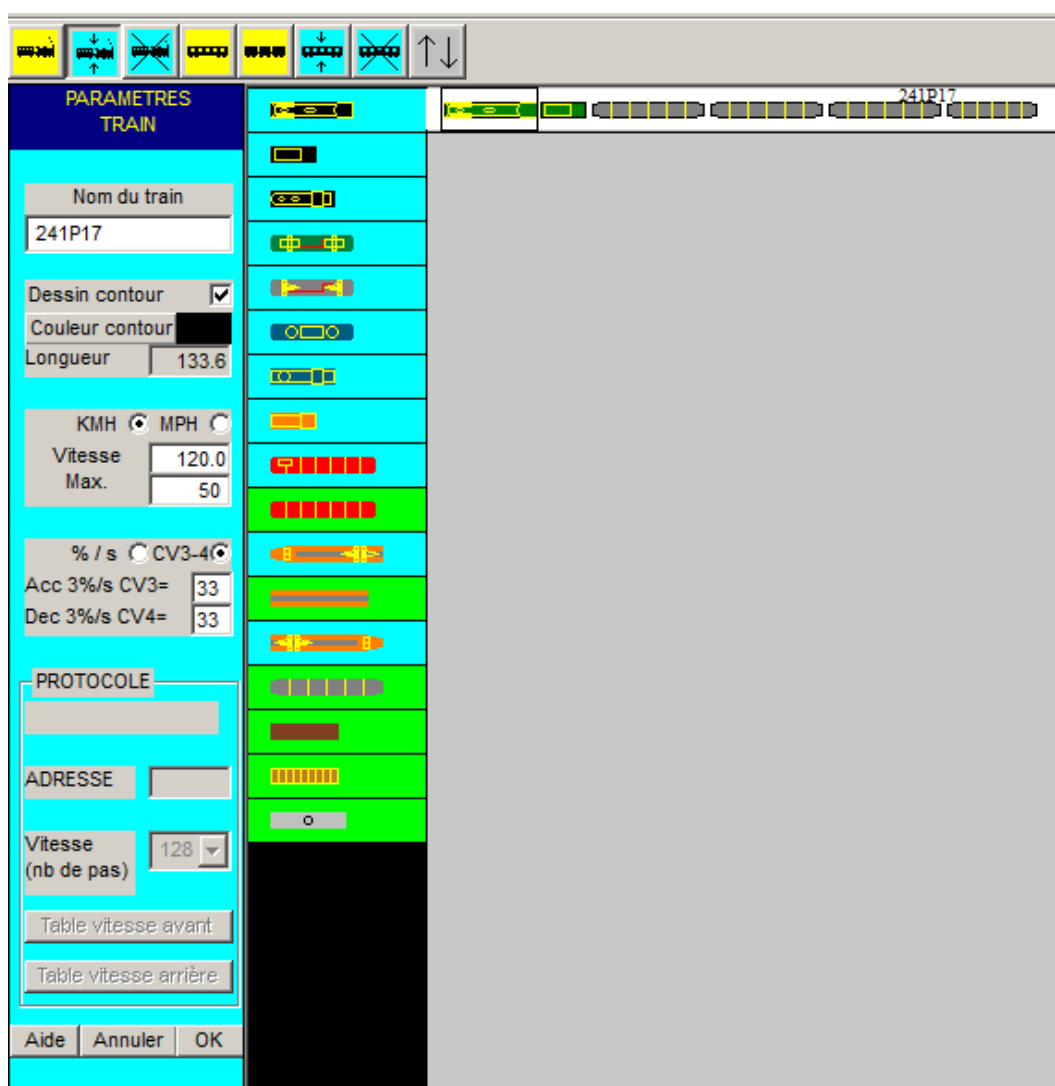 PARAMETRES
TRAIN
241P17
Nom du train
241P17
Dessin contour
Couleur contour
Longueur 133.6
KMH MPH
Vitesse 120.0
Max. 50
% / s CV3-4
Acc 3%/s CV3= 33
Dec 3%/s CV4= 33
PROTOCOLE
ADRESSE
Vitesse 128
(nb de pas)
Table vitesse avant
Table vitesse arrière
Aide Annuler OK